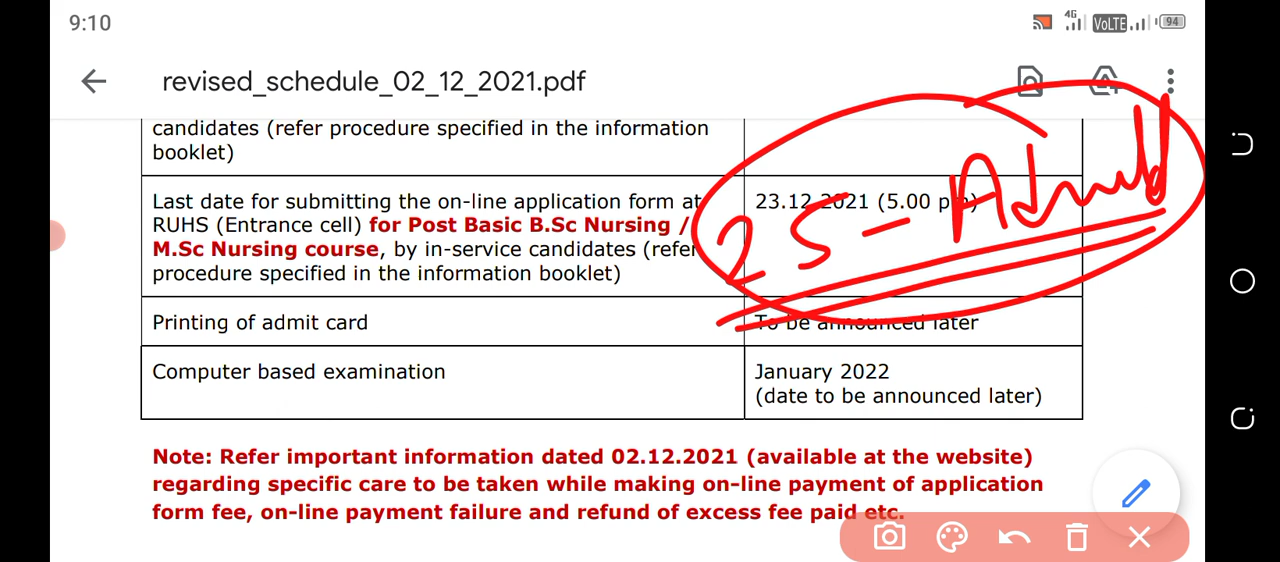 9:10
4G VoLTE 94
revised_schedule_02_12_2021.pdf
candidates (refer procedure specified in the information
booklet)
Last date for submitting the on-line application form at
RUHS (Entrance cell) for Post Basic B.Sc Nursing /
M.Sc Nursing course, by in-service candidates (refer
procedure specified in the information booklet)
23.12.2021 (5.00 pm)
25 -
Printing of admit card
To be announced later
Computer based examination
January 2022
(date to be announced later)
Note: Refer important information dated 02.12.2021 (available at the website)
regarding specific care to be taken while making on-line payment of application
form fee, on-line payment failure and refund of excess fee paid etc.